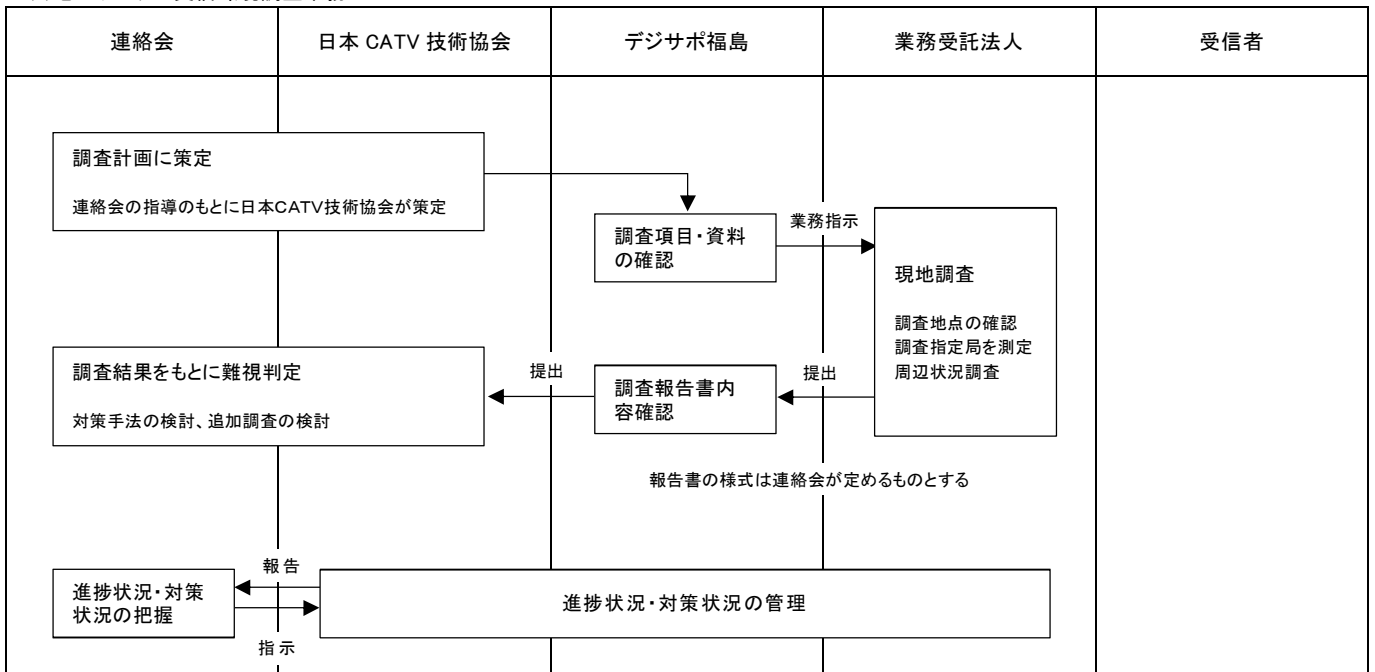 連絡会
日本 CATV 技術協会
デジサポ福島
業務受託法人
受信者
調査計画に策定
連絡会の指導のもとに日本CATV技術協会が策定
調査項目・資料
の確認
業務指示
現地調査
調査地点の確認
調査指定局を測定
周辺状況調査
調査結果をもとに難視判定
対策手法の検討、追加調査の検討
提出
調査報告書内
容確認
提出
報告書の様式は連絡会が定めるものとする
報告
進捗状況・対策
状況の把握
指示
進捗状況・対策状況の管理